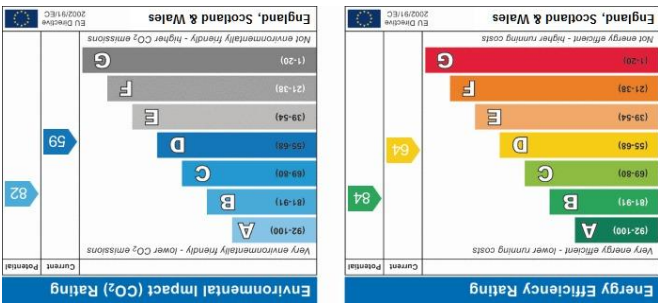 Energy Efficiency Rating
Current
Potential
Very energy efficient - lower running costs
(92-100) A
(81-91) B
(69-80) C
(55-68) D
(39-54) E
(21-38) F
(1-20) G
64
84
Not energy efficient - higher running costs
England, Scotland & Wales
EU Directive
2002/91/EC
Environmental Impact (CO₂) Rating
Current
Potential
Very environmentally friendly - lower CO₂ emissions
(92-100) A
(81-91) B
(69-80) C
(55-68) D
(39-54) E
(21-38) F
(1-20) G
59
82
Not environmentally friendly - higher CO₂ emissions
England, Scotland & Wales
EU Directive
2002/91/EC